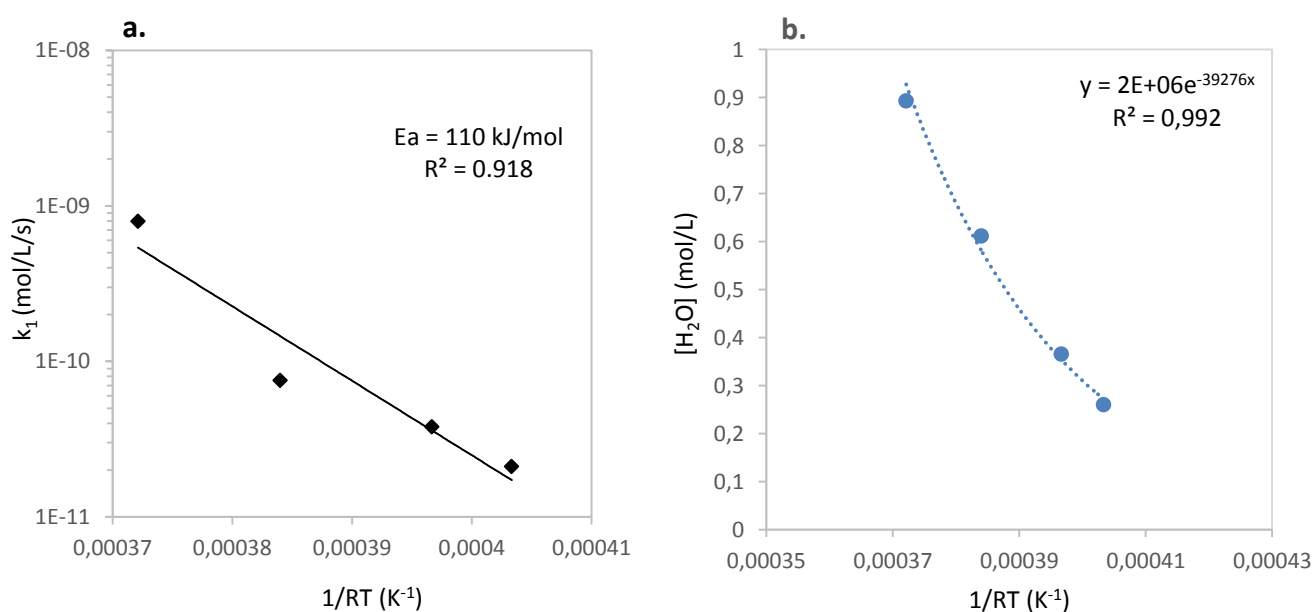 a.
1E-08
1E-09
1E-10
1E-11
k₁ (mol/L/s)
Ea = 110 kJ/mol
R² = 0.918
0,00037
0,00038
0,00039
0,0004
0,00041
1/RT (K⁻¹)
b.
1
0,9
0,8
0,7
0,6
0,5
0,4
0,3
0,2
0,1
0
[H₂O] (mol/L)
y = 2E+06e⁻³⁹²⁷⁶ˣ
R² = 0,992
0,00035
0,00037
0,00039
0,00041
0,00043
1/RT (K⁻¹)